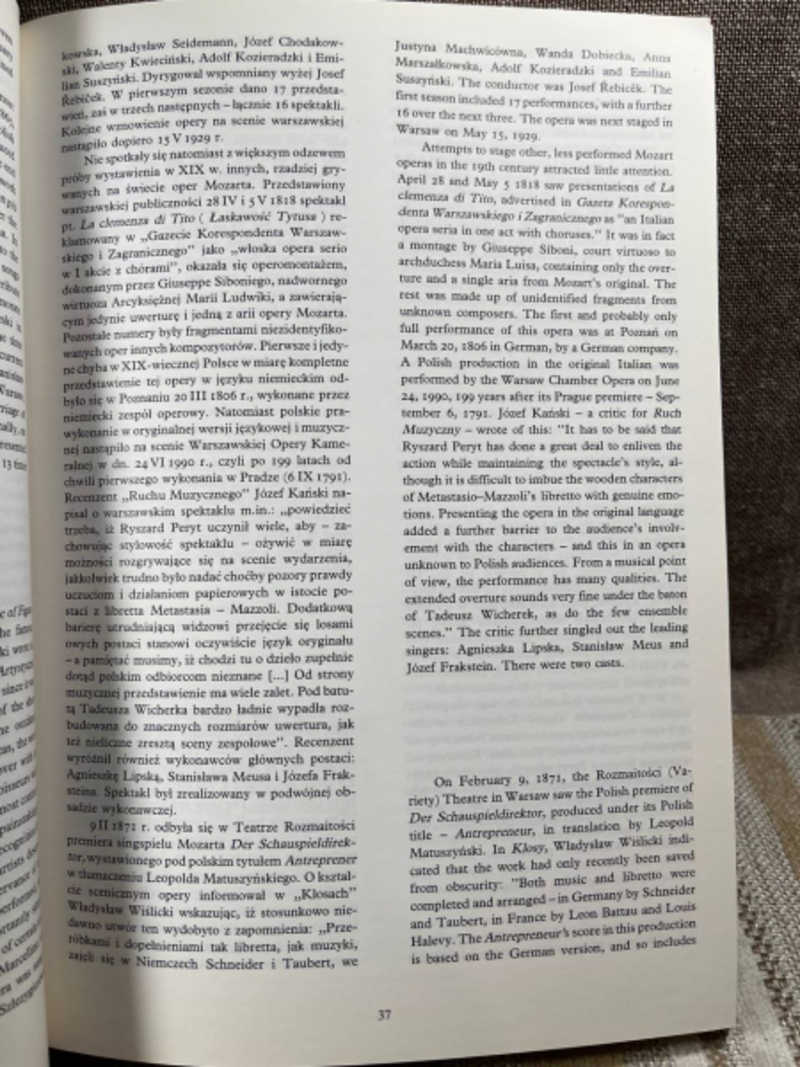 kowska, Władysław Seidemann, Józef Chodakow-
ski, Walenty Kwieciński, Adolf Kozieradzki i Emi-
lian Suszyński. Dyrygował wspomniany wyżej Josef
Řebiček. W pierwszym sezonie dano 17 przedsta-
wień, zaś w trzech następnych – łącznie 16 spektakli.
Kolejne wznowienie opery na scenie warszawskiej
nastąpiło dopiero 15 V 1929 r.
Nie spotkały się natomiast z większym odzewem
próby wystawienia w XIX w. innych, rzadziej gry-
wanych na świecie oper Mozarta. Przedstawiony
warszawskiej publiczności 28 IV i 5 V 1818 spektakl
pt. La clemenza di Tito ( Łaskawość Tytusa ) re-
klamowany w „Gazecie Korespondenta Warszaw-
skiego i Zagranicznego” jako „włoska opera serio
w 1 akcie z chórami”, okazała się operomontażem,
dokonanym przez Giuseppe Siboniego, nadwornego
wirtuoza Arcyksiężnej Marii Ludwiki, a zawierają-
cym jedynie uwerturę i jedną z arii opery Mozarta.
Pozostałe numery były fragmentami niezidentyfiko-
wanych oper innych kompozytorów. Pierwsze i jedy-
ne chyba w XIX-wiecznej Polsce w miarę kompletne
przedstawienie tej opery w języku niemieckim od-
było się w Poznaniu 20 III 1806 r., wykonane przez
niemiecki zespół operowy. Natomiast polskie pra-
wykonanie w oryginalnej wersji językowej i muzycz-
nej nastąpiło na scenie Warszawskiej Opery Kame-
ralnej w dn. 24 VI 1990 r., czyli po 199 latach od
chwili pierwszego wykonania w Pradze (6 IX 1791).
Recenzent „Ruchu Muzycznego” Józef Kański na-
pisał o warszawskim spektaklu m.in.: „powiedzieć
trzeba, iż Ryszard Peryt uczynił wiele, aby – za-
chowując stylowość spektaklu – ożywić w miarę
możności rozgrywające się na scenie wydarzenia,
jakkolwiek trudno było nadać choćby pozory prawdy
uczuciom i działaniom papierowych w istocie po-
staci z libretta Metastasia – Mazzoli. Dodatkową
barierę utrudniającą widzowi przejęcie się losami
owych postaci stanowi oczywiście język oryginału
– a pamiętać musimy, iż chodzi tu o dzieło zupełnie
dotąd polskim odbiorcom nieznane [...] Od strony
muzycznej przedstawienie ma wiele zalet. Pod batu-
tą Tadeusza Wicherka bardzo ładnie wypadła roz-
budowana do znacznych rozmiarów uwertura, jak
też nieliczne zresztą sceny zespołowe”. Recenzent
wyróżnił również wykonawców głównych postaci:
Agnieszkę Lipską, Stanisława Meusa i Józefa Frak-
steina. Spektakl był zrealizowany w podwójnej ob-
sadzie wykonawczej.
9 II 1871 r. odbyła się w Teatrze Rozmaitości
premiera singspielu Mozarta Der Schauspieldirek-
tor, wystawionego pod polskim tytułem Antreprener
w tłumaczeniu Leopolda Matuszyńskiego. O kształ-
cie scenicznym opery informował w „Kłosach”
Władysław Wiślicki wskazując, iż stosunkowo nie-
dawno utwór ten wydobyto z zapomnienia: „Prze-
róbkami i dopełnieniami tak libretta, jak muzyki,
zajęli się w Niemczech Schneider i Taubert, we
Justyna Machwicówna, Wanda Dobiecka, Anna
Marszałkowska, Adolf Kozieradzki and Emilian
Suszyński. The conductor was Josef Řebiček. The
first season included 17 performances, with a further
16 over the next three. The opera was next staged in
Warsaw on May 15, 1929.
Attempts to stage other, less performed Mozart
operas in the 19th century attracted little attention.
April 28 and May 5 1818 saw presentations of La
clemenza di Tito, advertised in Gazeta Korespon-
denta Warszawskiego i Zagranicznego as “an Italian
opera seria in one act with choruses.” It was in fact
a montage by Giuseppe Siboni, court virtuoso to
archduchess Maria Luisa, containing only the over-
ture and a single aria from Mozart's original. The
rest was made up of unidentified fragments from
unknown composers. The first and probably only
full performance of this opera was at Poznań on
March 20, 1806 in German, by a German company.
A Polish production in the original Italian was
performed by the Warsaw Chamber Opera on June
24, 1990, 199 years after its Prague premiere – Sep-
tember 6, 1791. Józef Kański – a critic for Ruch
Muzyczny – wrote of this: “It has to be said that
Ryszard Peryt has done a great deal to enliven the
action while maintaining the spectacle's style, al-
though it is difficult to imbue the wooden characters
of Metastasio–Mazzoli's libretto with genuine emo-
tions. Presenting the opera in the original language
added a further barrier to the audience's involv-
ement with the characters – and this in an opera
unknown to Polish audiences. From a musical point
of view, the performance has many qualities. The
extended overture sounds very fine under the baton
of Tadeusz Wicherek, as do the few ensemble
scenes.” The critic further singled out the leading
singers: Agnieszka Lipska, Stanisław Meus and
Józef Frakstein. There were two casts.
On February 9, 1871, the Rozmaitości (Va-
riety) Theatre in Warsaw saw the Polish premiere of
Der Schauspieldirektor, produced under its Polish
title – Antrepreneur, in translation by Leopold
Matuszyński. In Kłosy, Władysław Wiślicki indi-
cated that the work had only recently been saved
from obscurity: “Both music and libretto were
completed and arranged – in Germany by Schneider
and Taubert, in France by Leon Battau and Louis
Halevy. The Antrepreneur's score in this production
is based on the German version, and so includes
37